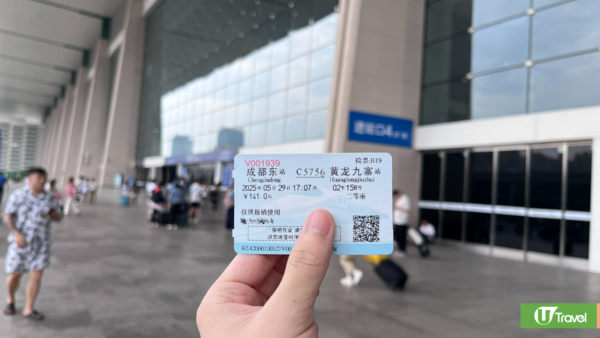 进站口4
V001939 检票:B19
成都东站 C5756 黄龙九寨站
Chengdudong Huanglongjiuzhai
2025年05月29日17:07开 02车15B号
¥141.0元 二等座
仅供报销使用
U Travel